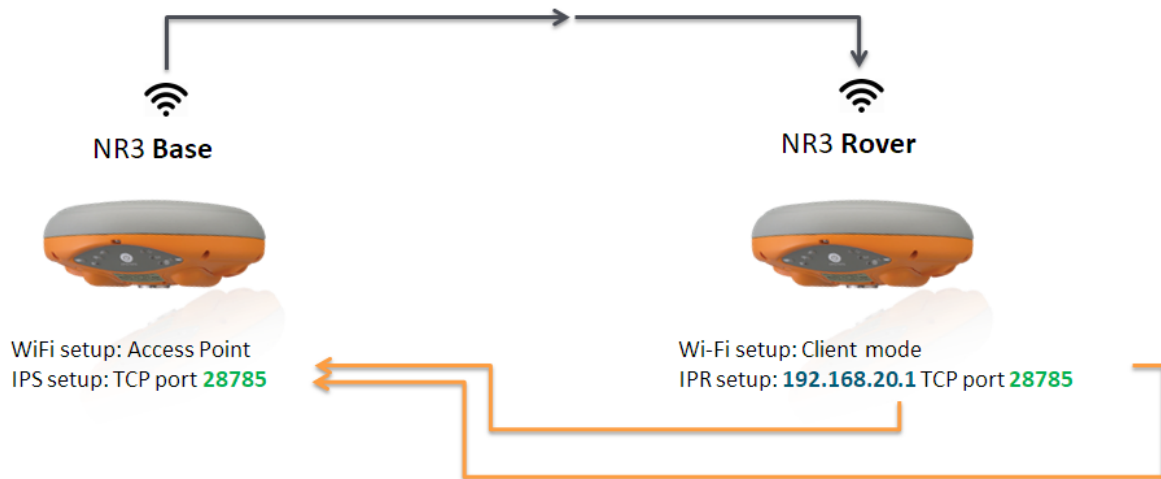 NR3 Base
NR3 Rover
WiFi setup: Access Point
IPS setup: TCP port 28785
Wi-Fi setup: Client mode
IPR setup: 192.168.20.1 TCP port 28785